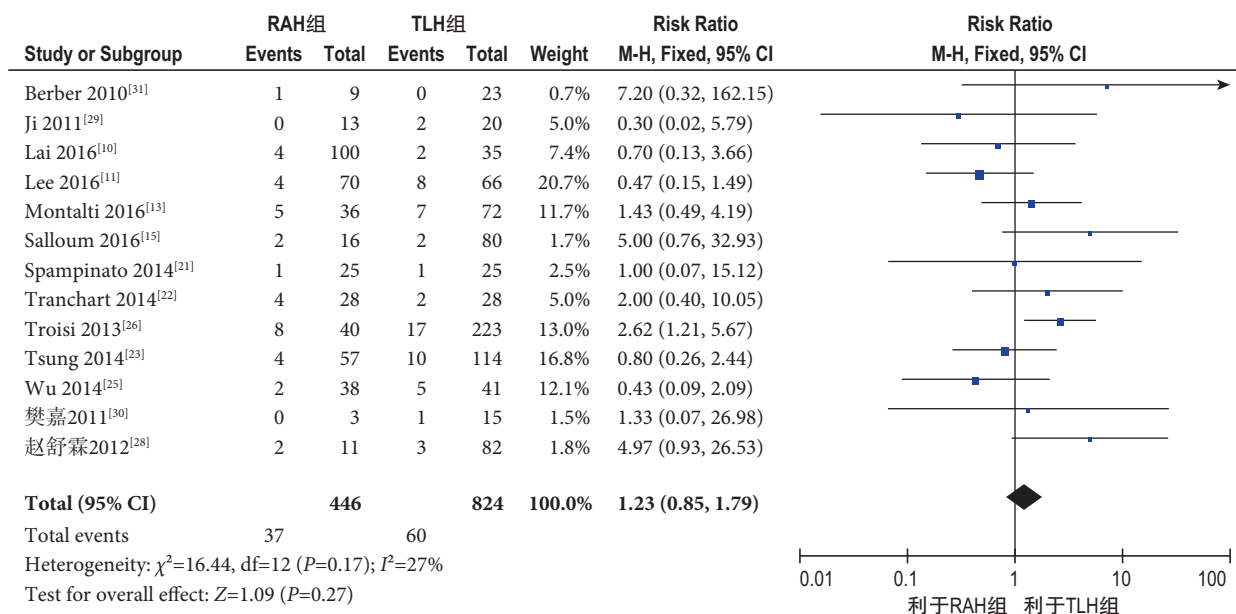 RAH组 TLH组 Risk Ratio Risk Ratio
Study or Subgroup Events Total Events Total Weight M-H, Fixed, 95% CI M-H, Fixed, 95% CI
Berber 2010[31] 1 9 0 23 0.7% 7.20 (0.32, 162.15)
Ji 2011[29] 0 13 2 20 5.0% 0.30 (0.02, 5.79)
Lai 2016[10] 4 100 2 35 7.4% 0.70 (0.13, 3.66)
Lee 2016[11] 4 70 8 66 20.7% 0.47 (0.15, 1.49)
Montalti 2016[13] 5 36 7 72 11.7% 1.43 (0.49, 4.19)
Salloum 2016[15] 2 16 2 80 1.7% 5.00 (0.76, 32.93)
Spampinato 2014[21] 1 25 1 25 2.5% 1.00 (0.07, 15.12)
Tranchart 2014[22] 4 28 2 28 5.0% 2.00 (0.40, 10.05)
Troisi 2013[26] 8 40 17 223 13.0% 2.62 (1.21, 5.67)
Tsung 2014[23] 4 57 10 114 16.8% 0.80 (0.26, 2.44)
Wu 2014[25] 2 38 5 41 12.1% 0.43 (0.09, 2.09)
樊嘉2011[30] 0 3 1 15 1.5% 1.33 (0.07, 26.98)
赵舒霖2012[28] 2 11 3 82 1.8% 4.97 (0.93, 26.53)
Total (95% CI) 446 824 100.0% 1.23 (0.85, 1.79)
Total events 37 60
Heterogeneity: χ²=16.44, df=12 (P=0.17); I²=27%
Test for overall effect: Z=1.09 (P=0.27)
0.01 0.1 1 10 100
利于RAH组 利于TLH组